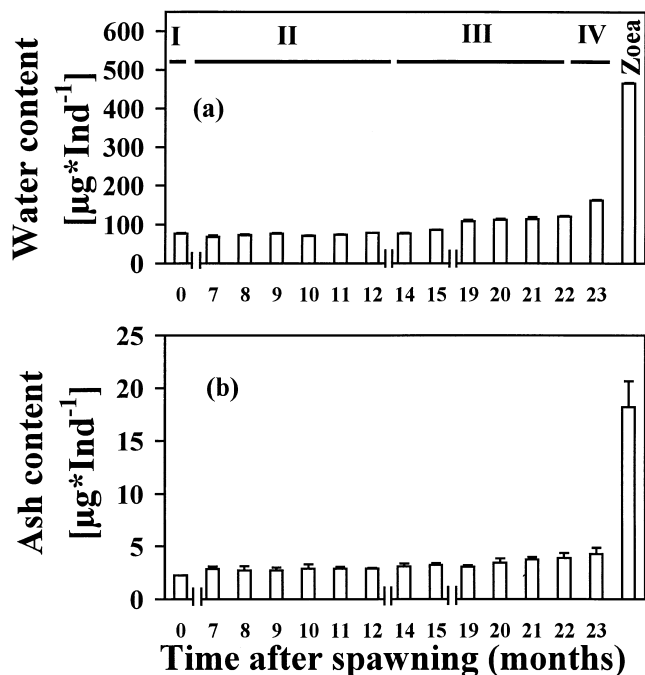 I II III IV Zoea
600
500
400
300
200
100
0
(a)
Water content
[µg*Ind⁻¹]
0 7 8 9 10 11 12 14 15 19 20 21 22 23
25
20
15
10
5
0
(b)
Ash content
[µg*Ind⁻¹]
0 7 8 9 10 11 12 14 15 19 20 21 22 23
Time after spawning (months)